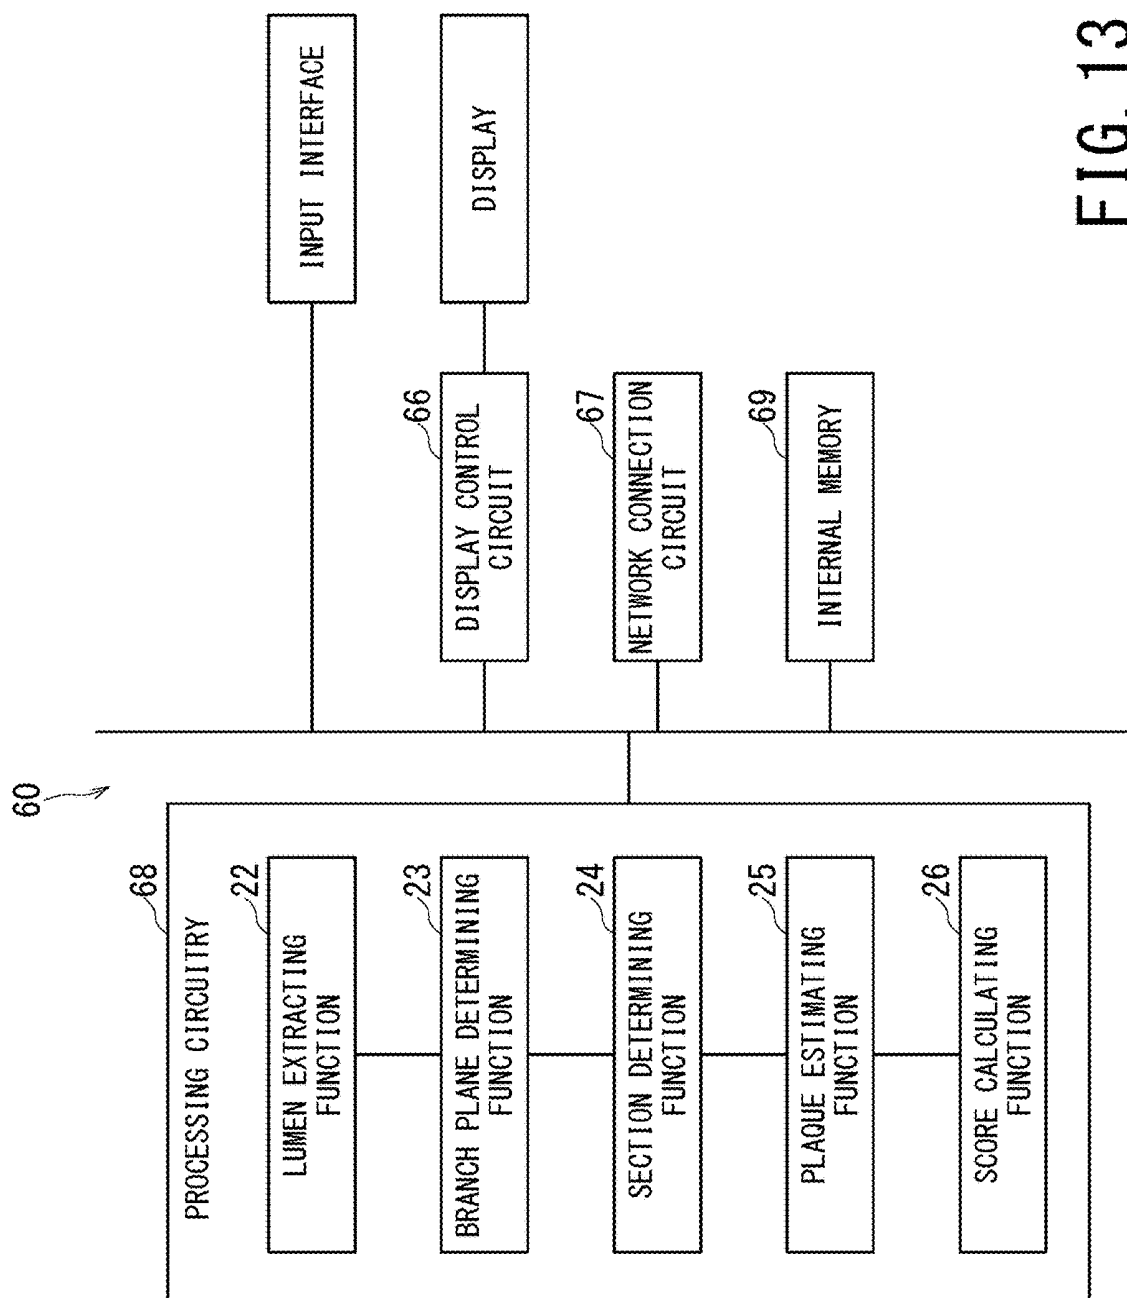 60
68
PROCESSING CIRCUITRY
22
LUMEN EXTRACTING
FUNCTION
23
BRANCH PLANE DETERMINING
FUNCTION
24
SECTION DETERMINING
FUNCTION
25
PLAQUE ESTIMATING
FUNCTION
26
SCORE CALCULATING
FUNCTION
INPUT INTERFACE
66
DISPLAY CONTROL
CIRCUIT
DISPLAY
67
NETWORK CONNECTION
CIRCUIT
69
INTERNAL MEMORY
FIG. 13